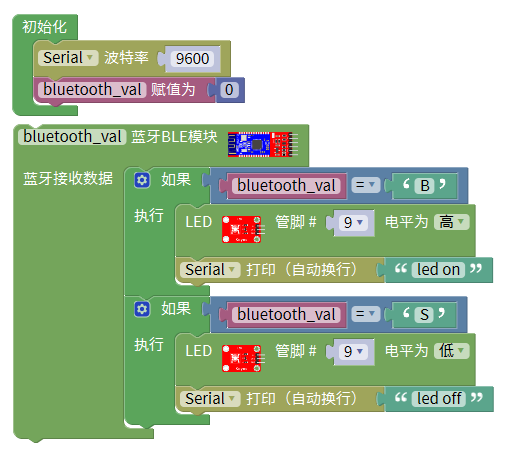 初始化
Serial 波特率 9600
bluetooth_val 赋值为 0
bluetooth_val 蓝牙BLE模块
蓝牙接收数据 如果 bluetooth_val = ‘ B ’
执行 LED 管脚 # 9 电平为 高
Serial 打印（自动换行） “ led on ”
如果 bluetooth_val = ‘ S ’
执行 LED 管脚 # 9 电平为 低
Serial 打印（自动换行） “ led off ”